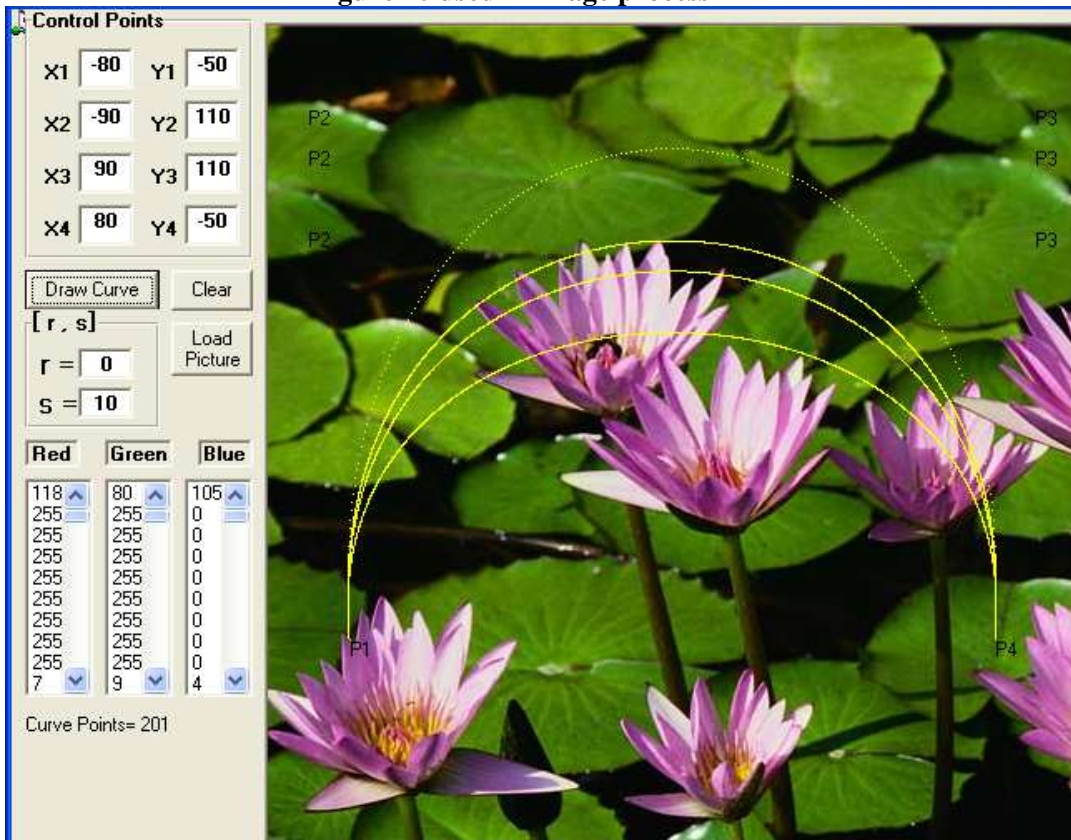 Control Points
X1 -80 Y1 -50
X2 -90 Y2 110
X3 90 Y3 110
X4 80 Y4 -50
Draw Curve Clear
[ r , s]
r = 0
s = 10
Load
Picture
Red Green Blue
118 80 105
255 255 0
255 255 0
255 255 0
255 255 0
255 255 0
255 255 0
255 255 0
255 255 0
7 9 4
Curve Points= 201
P2 P3
P2 P3
P2 P3
P1 P4